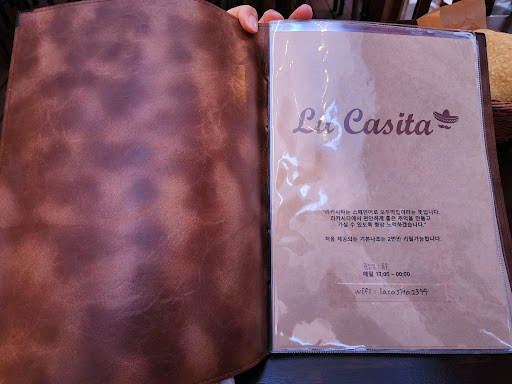 La Casita
"라카시타는 스페인어로 오두막집이라는 뜻입니다.
라카시타에서 편안하게 좋은 추억을 만들고
가실 수 있도록 항상 노력하겠습니다."
처음 제공되는 기본나쵸는 2번만 리필가능합니다.
매일 17:00 - 00:00
wifi : lacasita2344